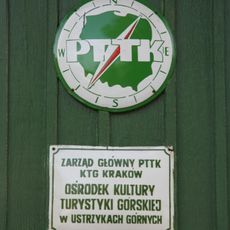 N
W PTTK E
S
ZARZĄD GŁÓWNY PTTK
KTG KRAKÓW
OŚRODEK KULTURY
TURYSTYKI GÓRSKIEJ
W USTRZYKACH GÓRNYCH